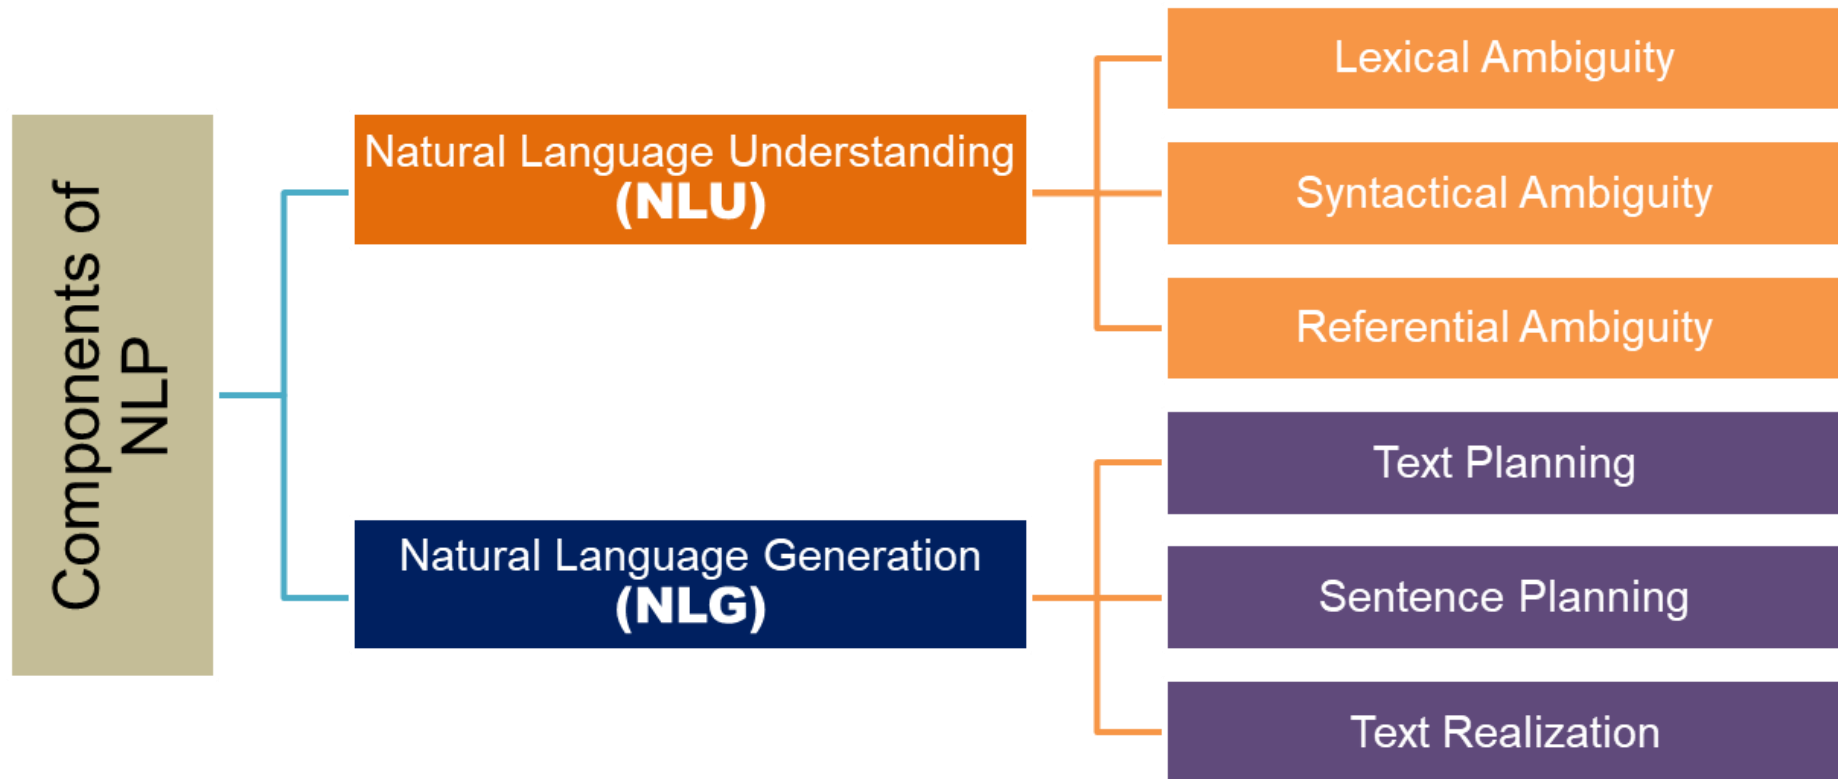 Components of
NLP
Natural Language Understanding
(NLU)
Lexical Ambiguity
Syntactical Ambiguity
Referential Ambiguity
Natural Language Generation
(NLG)
Text Planning
Sentence Planning
Text Realization